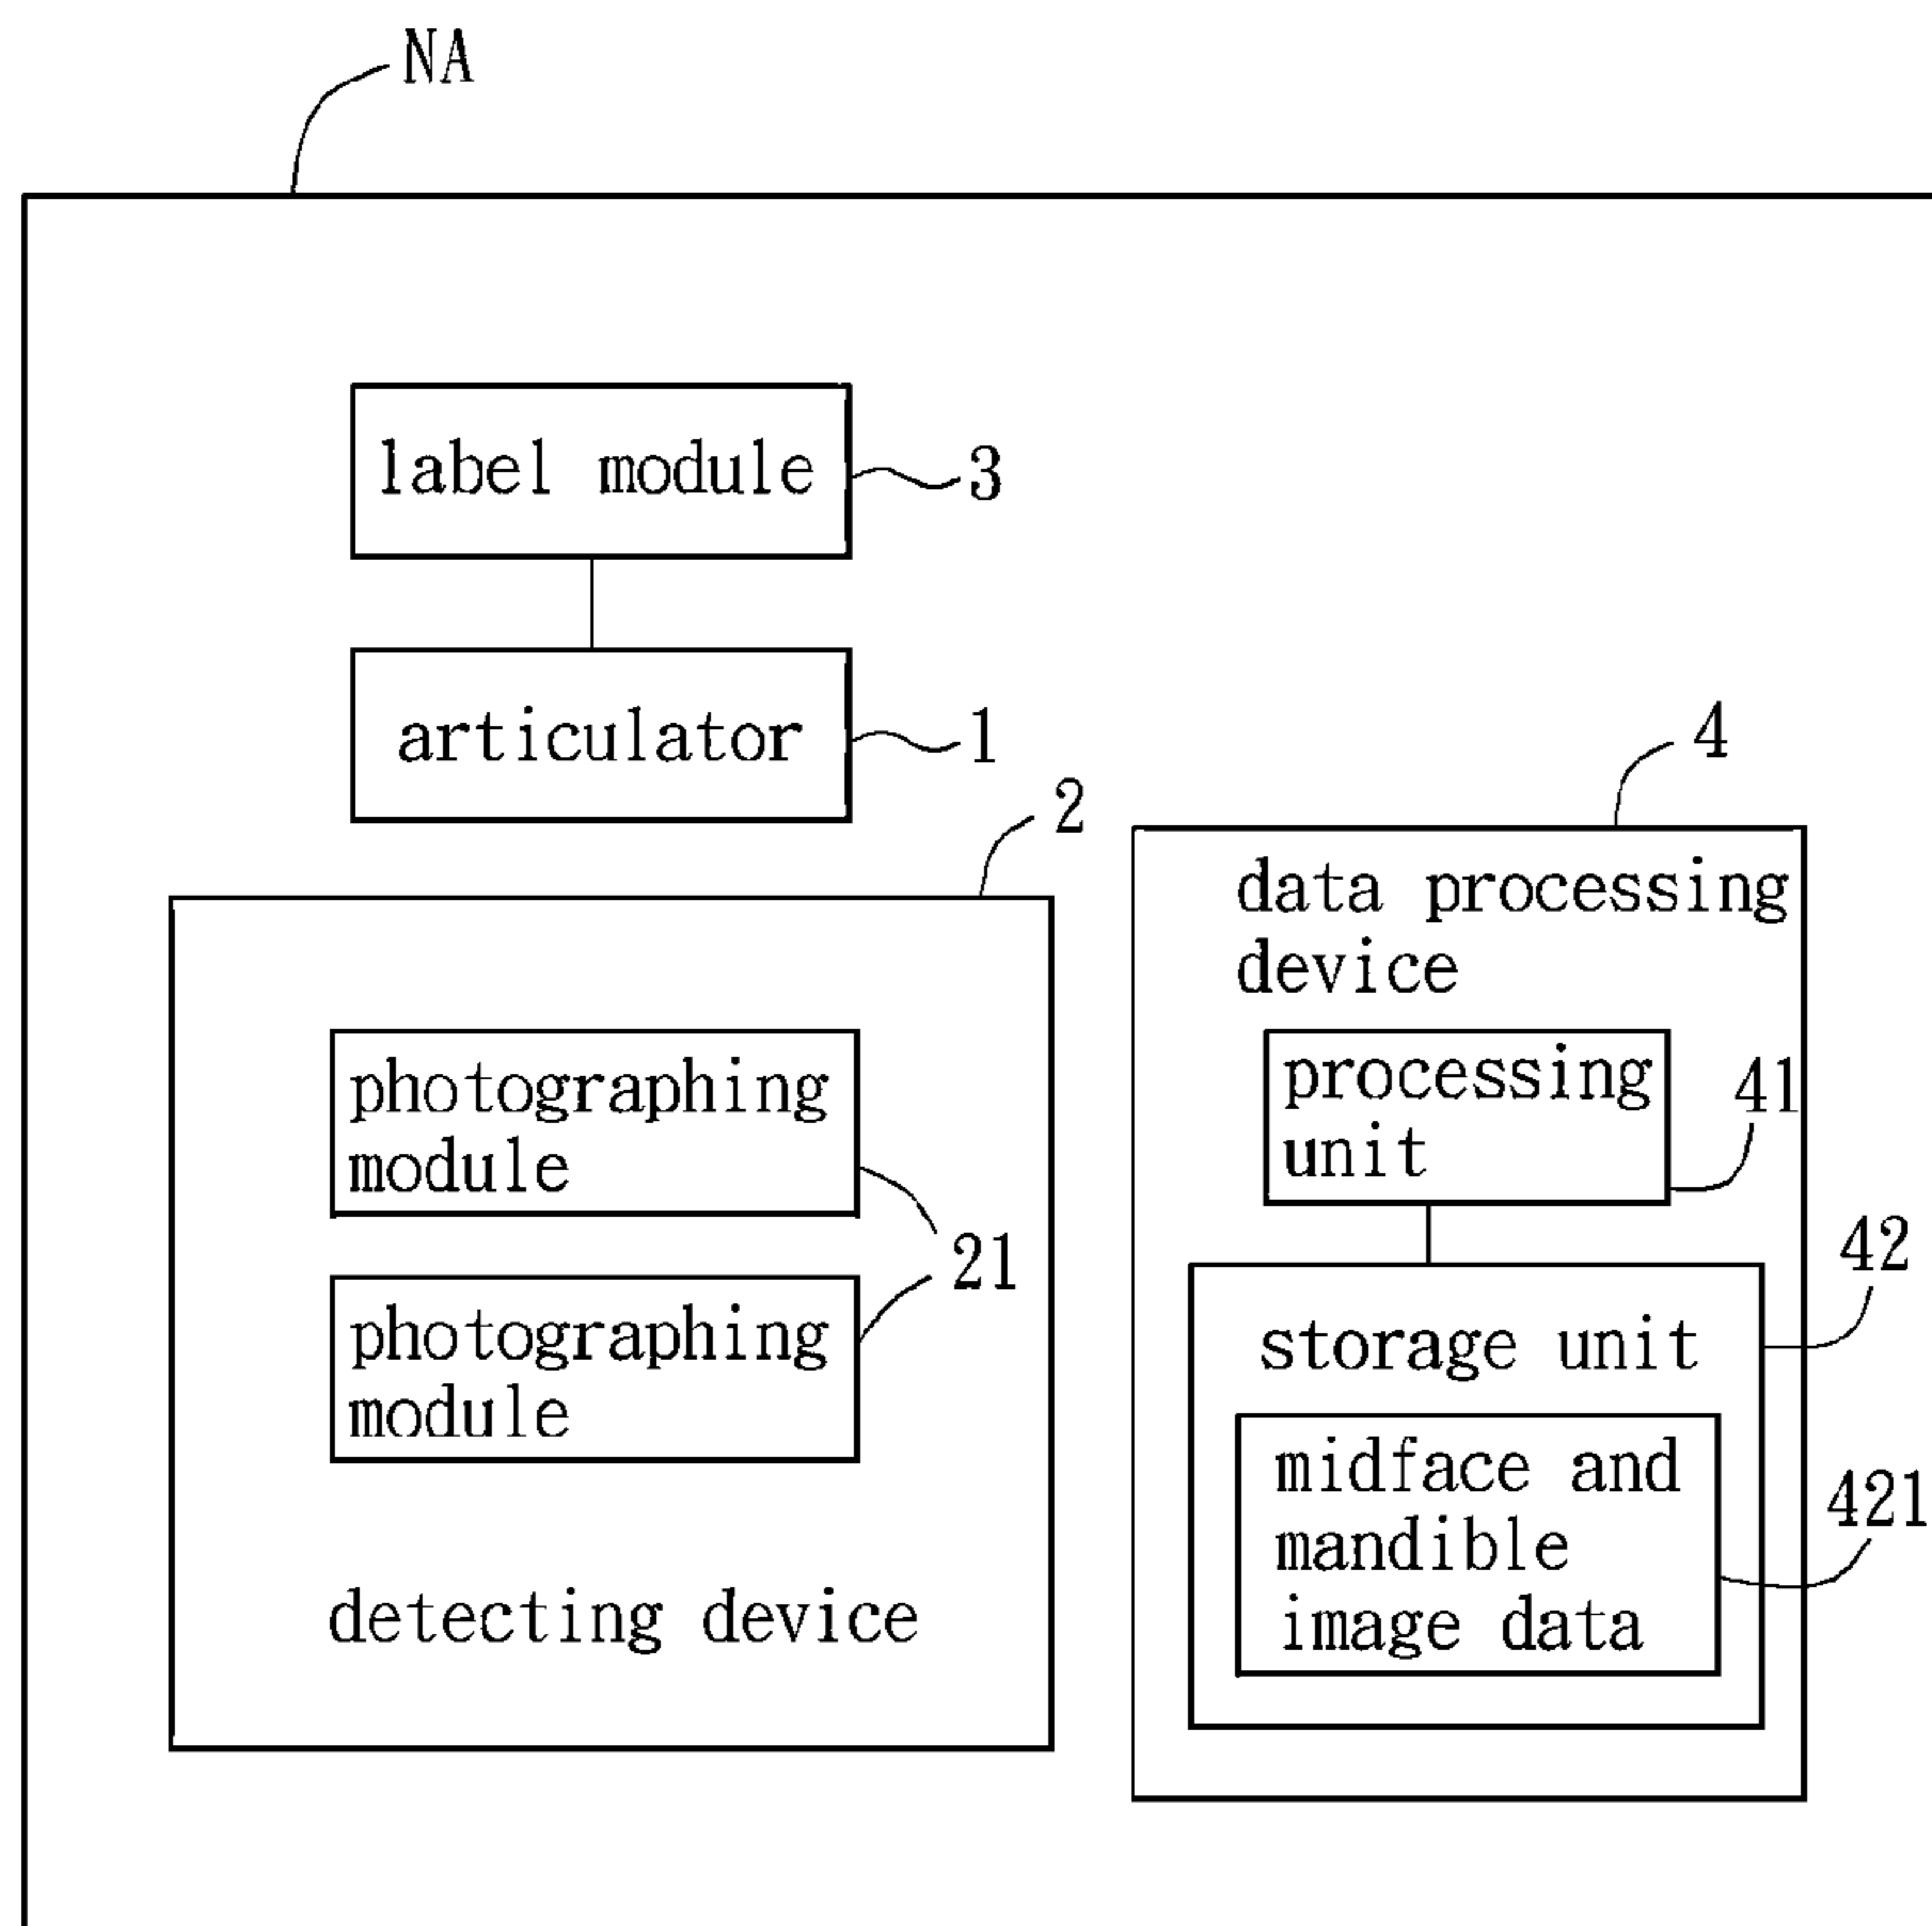 NA
label module
3
articulator
1
2
photographing
module
21
photographing
module
detecting device
4
data processing
device
processing
unit
41
42
storage unit
midface and
mandible
image data
421